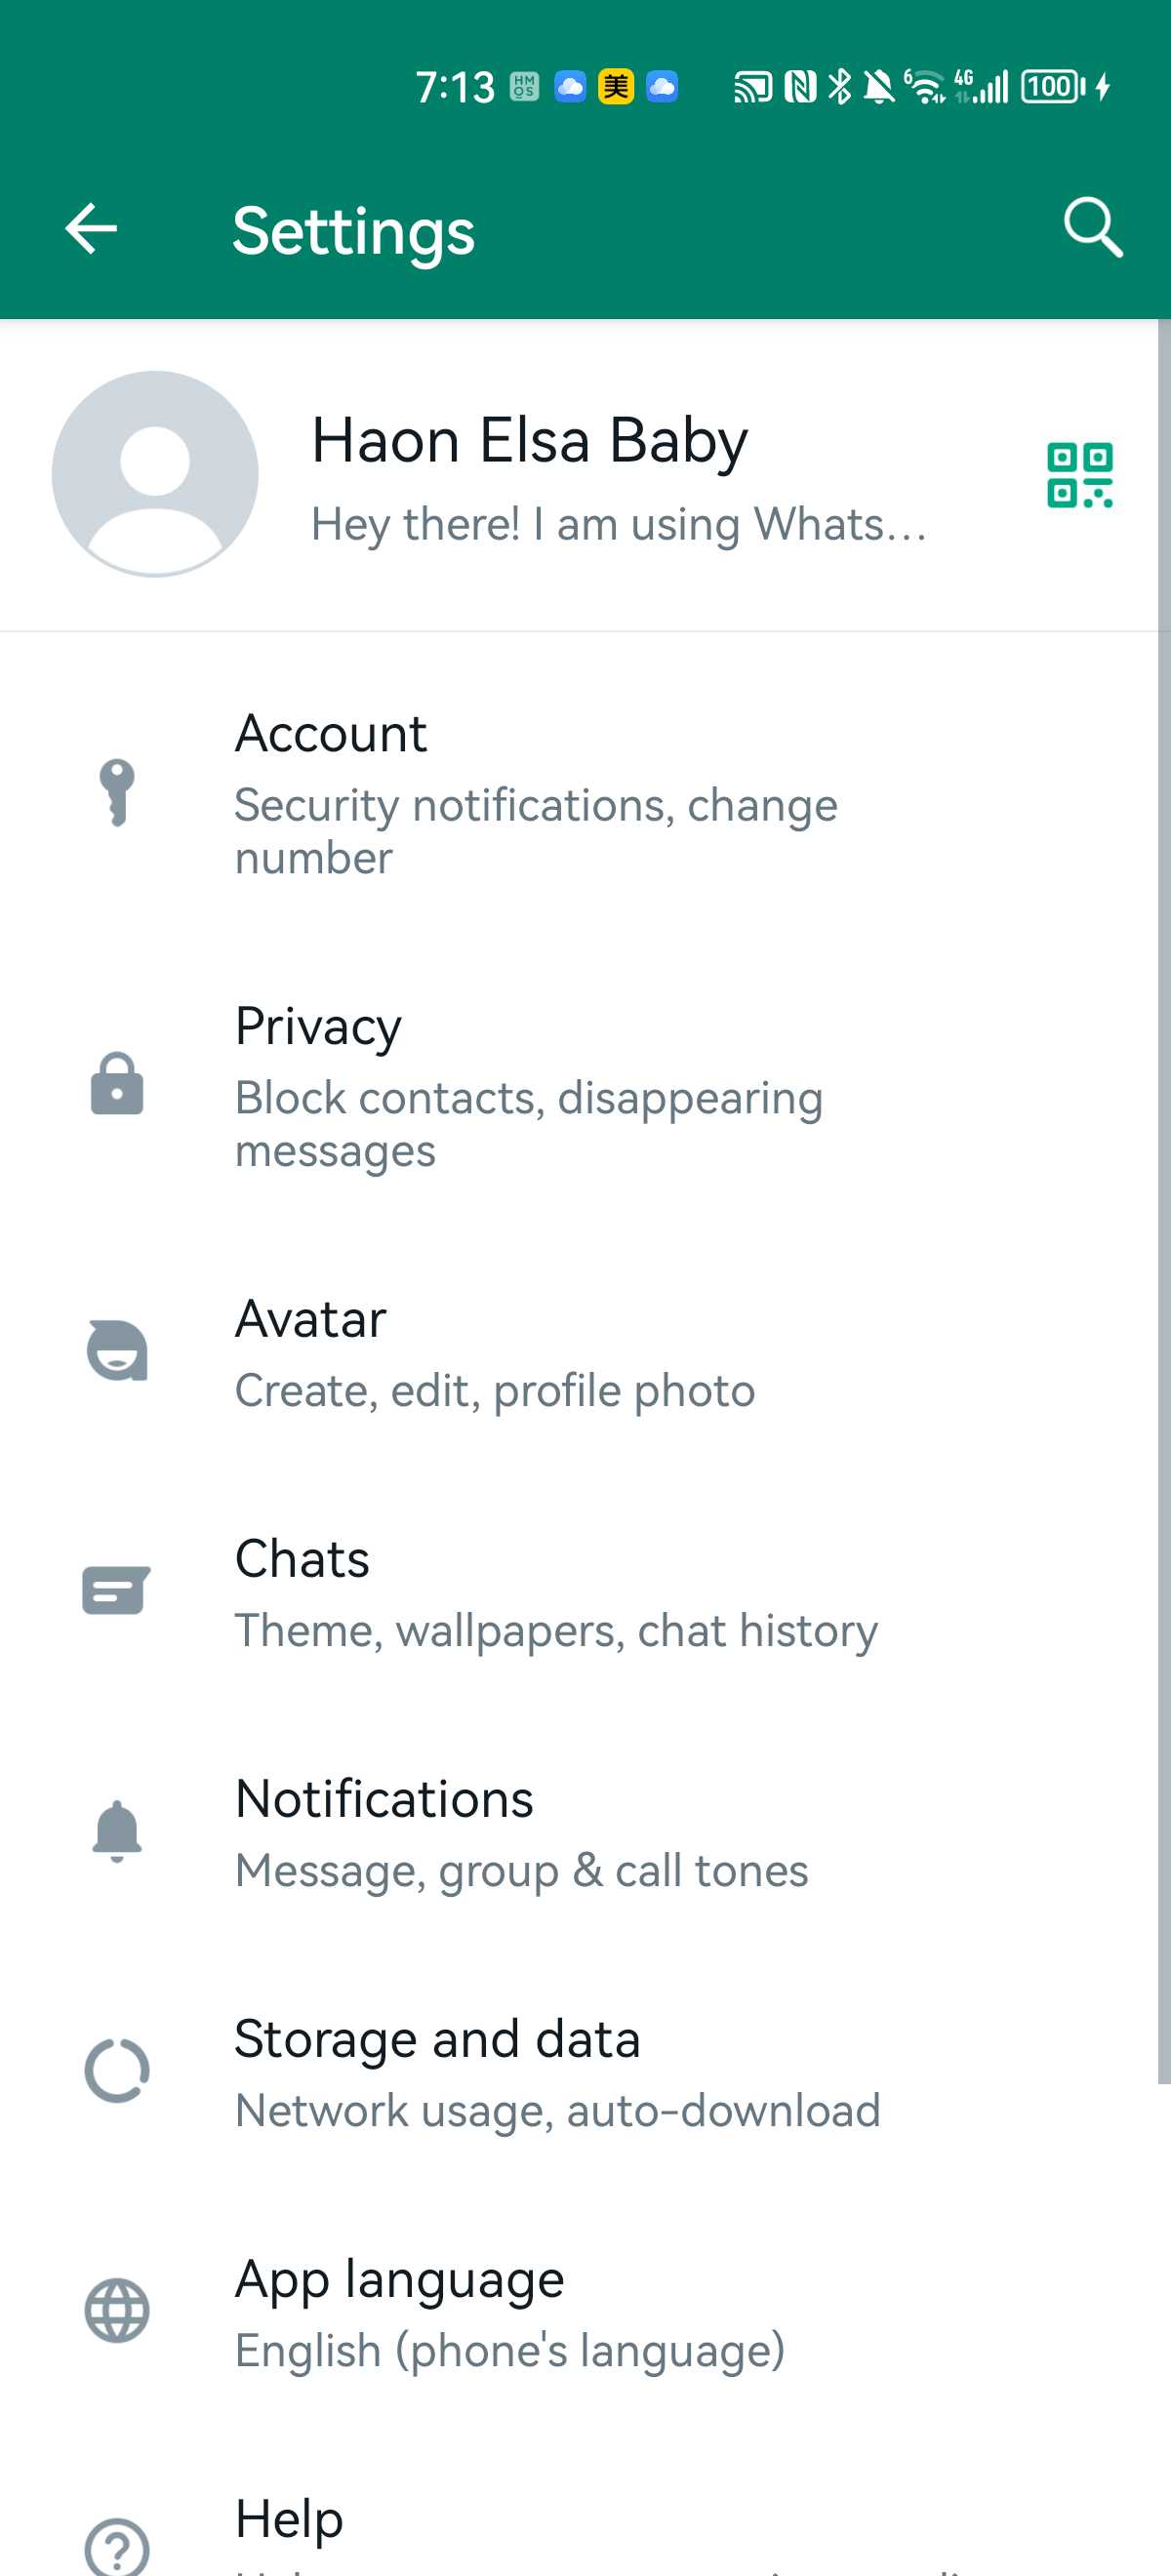 7:13 HM OS 美 6 4G 100
Settings
Haon Elsa Baby
Hey there! I am using Whats...
Account
Security notifications, change
number
Privacy
Block contacts, disappearing
messages
Avatar
Create, edit, profile photo
Chats
Theme, wallpapers, chat history
Notifications
Message, group & call tones
Storage and data
Network usage, auto-download
App language
English (phone's language)
Help